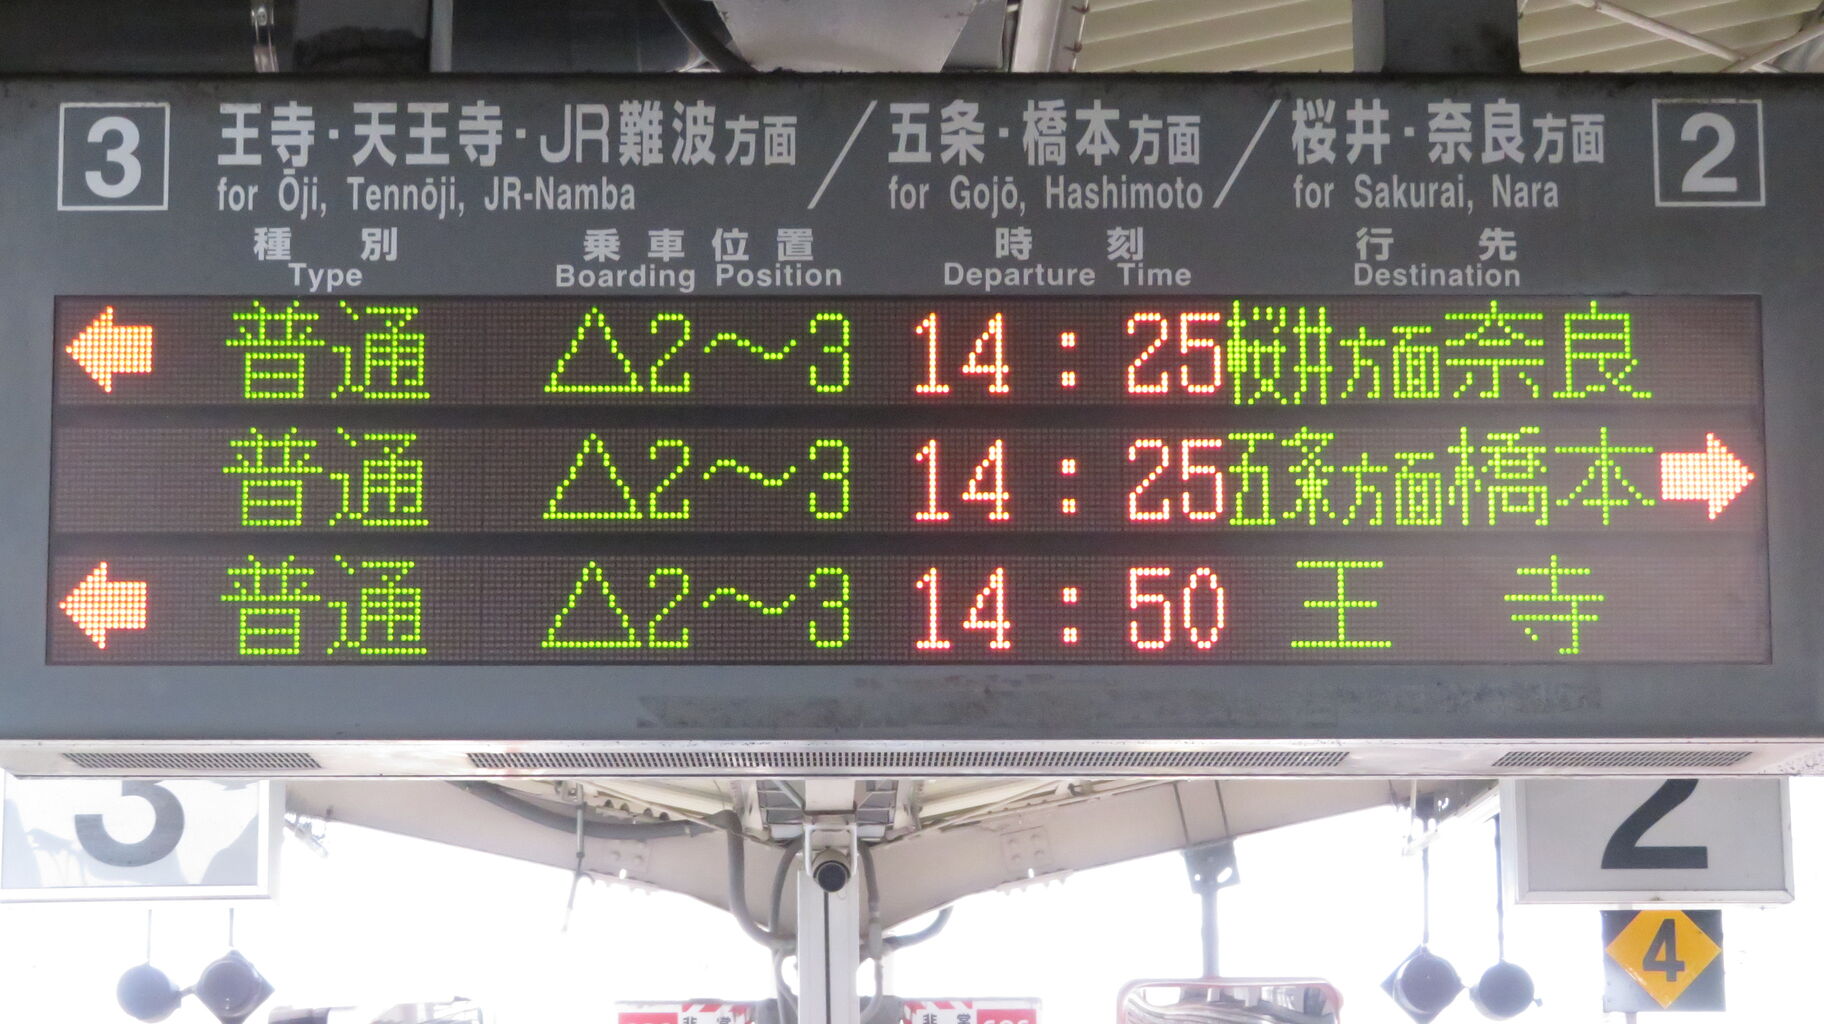 3 王寺・天王寺・JR難波方面 / 五条・橋本方面 / 桜井・奈良方面 2
for Ōji, Tennōji, JR-Namba for Gojō, Hashimoto for Sakurai, Nara
種別 乗車位置 時刻 行先
Type Boarding Position Departure Time Destination
普通 △2～3 14:25 桜井方面奈良
普通 △2～3 14:25 五条方面橋本
普通 △2～3 14:50 王寺
3 2
4
非常 非常